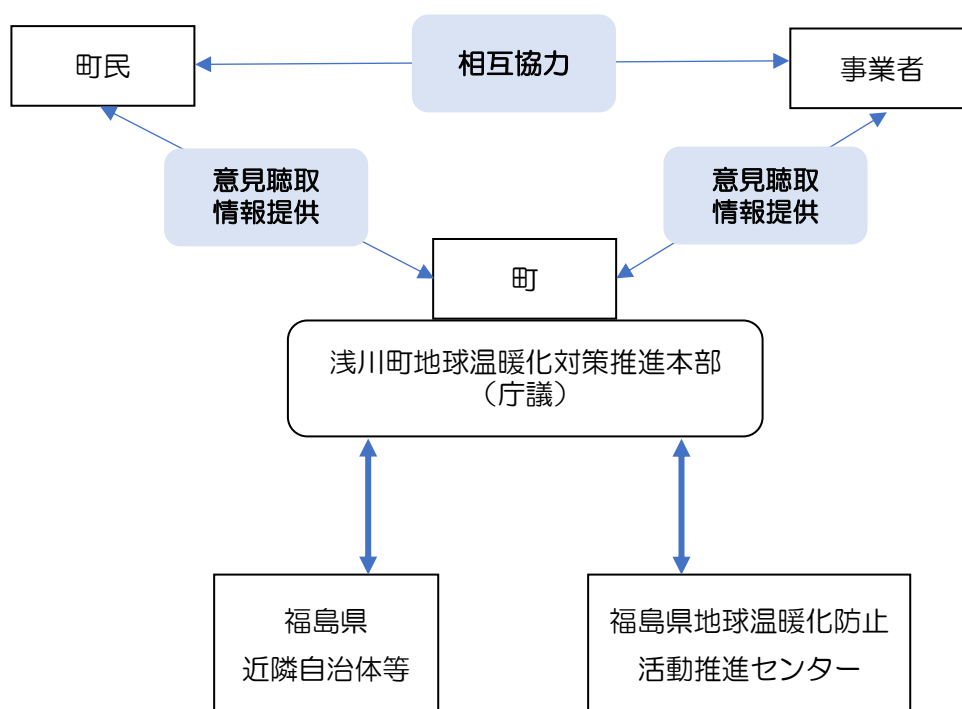 町民
相互協力
事業者
意見聴取
情報提供
意見聴取
情報提供
町
浅川町地球温暖化対策推進本部
（庁議）
福島県
近隣自治体等
福島県地球温暖化防止
活動推進センター